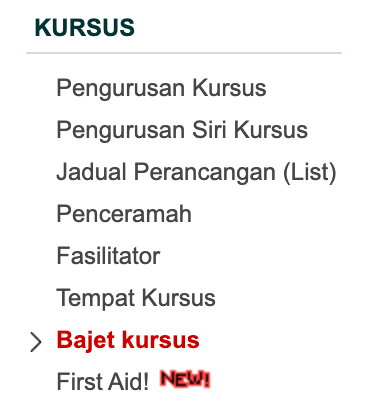 KURSUS
Pengurusan Kursus
Pengurusan Siri Kursus
Jadual Perancangan (List)
Penceramah
Fasilitator
Tempat Kursus
Bajet kursus
First Aid! NEW!